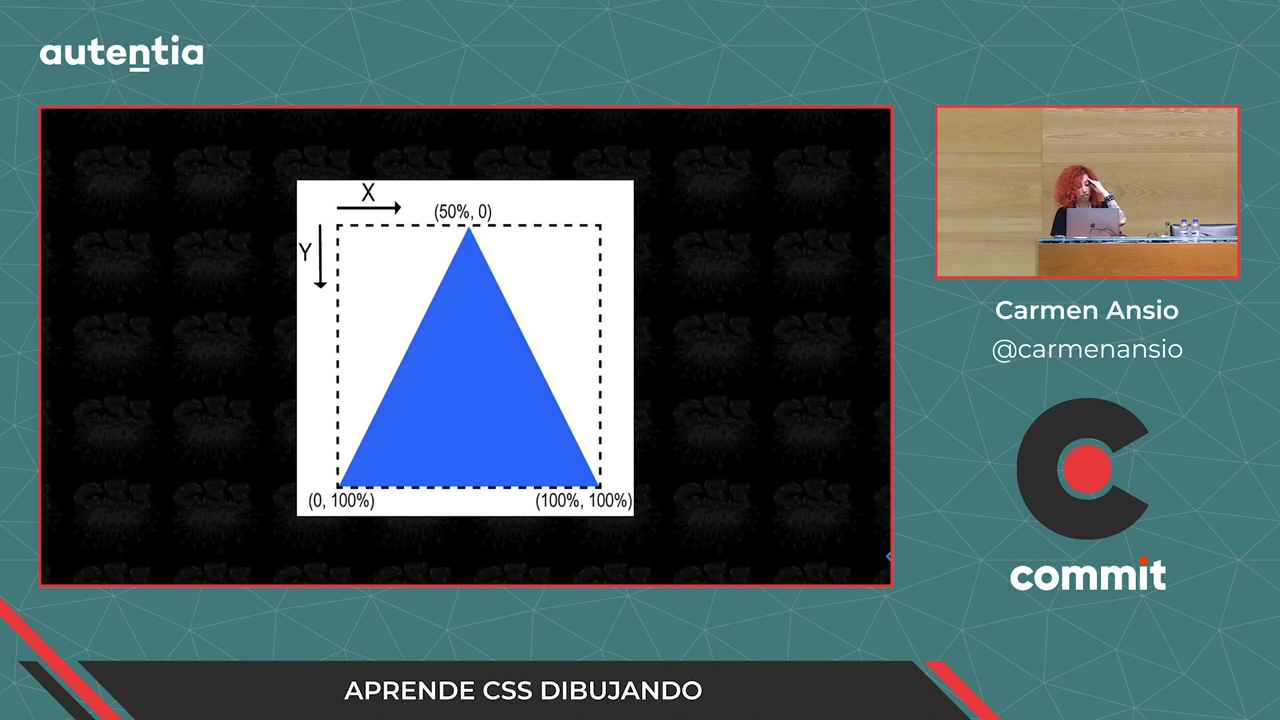 autentia
X
(50%, 0)
Y
(0, 100%)
(100%, 100%)
Carmen Ansio
@carmenansio
commit
APRENDE CSS DIBUJANDO